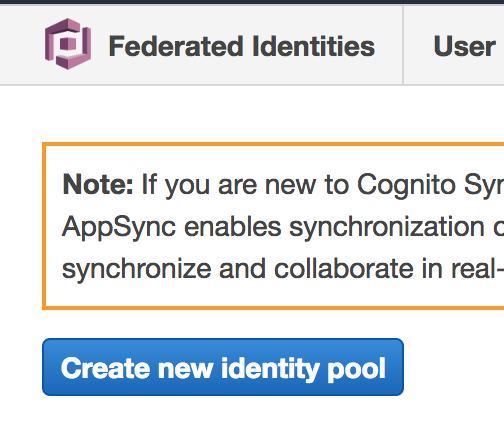 Federated Identities
User
Note: If you are new to Cognito
AppSync enables synchronization
synchronize and collaborate in real-
Create new identity pool